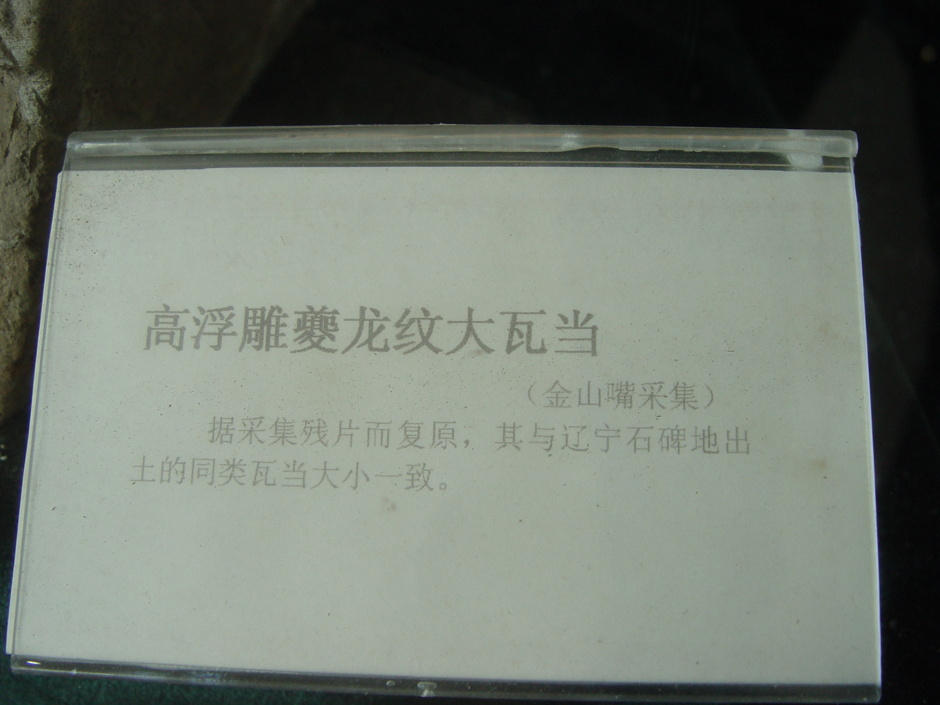 高浮雕夔龙纹大瓦当
（金山嘴采集）
据采集残片而复原，其与辽宁石碑地出
土的同类瓦当大小一致。